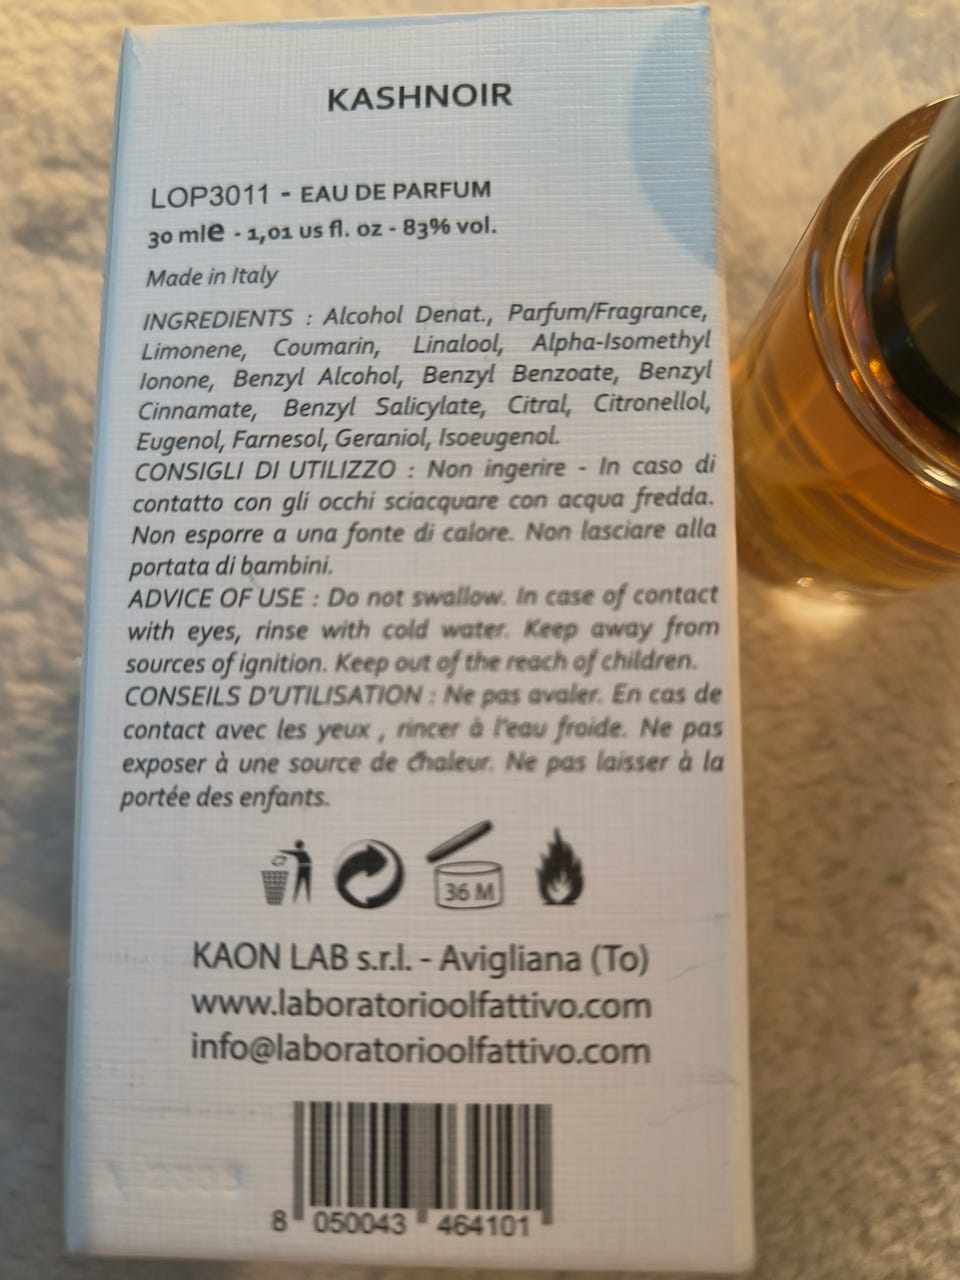 KASHNOIR
LOP3011 - EAU DE PARFUM
30 mle - 1,01 us fl. oz - 83% vol.
Made in Italy
INGREDIENTS : Alcohol Denat., Parfum/Fragrance,
Limonene, Coumarin, Linalool, Alpha-Isomethyl
Ionone, Benzyl Alcohol, Benzyl Benzoate, Benzyl
Cinnamate, Benzyl Salicylate, Citral, Citronellol,
Eugenol, Farnesol, Geraniol, Isoeugenol.
CONSIGLI DI UTILIZZO : Non ingerire - In caso di
contatto con gli occhi sciacquare con acqua fredda.
Non esporre a una fonte di calore. Non lasciare alla
portata di bambini.
ADVICE OF USE : Do not swallow. In case of contact
with eyes, rinse with cold water. Keep away from
sources of ignition. Keep out of the reach of children.
CONSEILS D'UTILISATION : Ne pas avaler. En cas de
contact avec les yeux , rincer à l'eau froide. Ne pas
exposer à une source de chaleur. Ne pas laisser à la
portée des enfants.
36 M
KAON LAB s.r.l. - Avigliana (To)
www.laboratorioolfattivo.com
info@laboratorioolfattivo.com
8 050043 464101